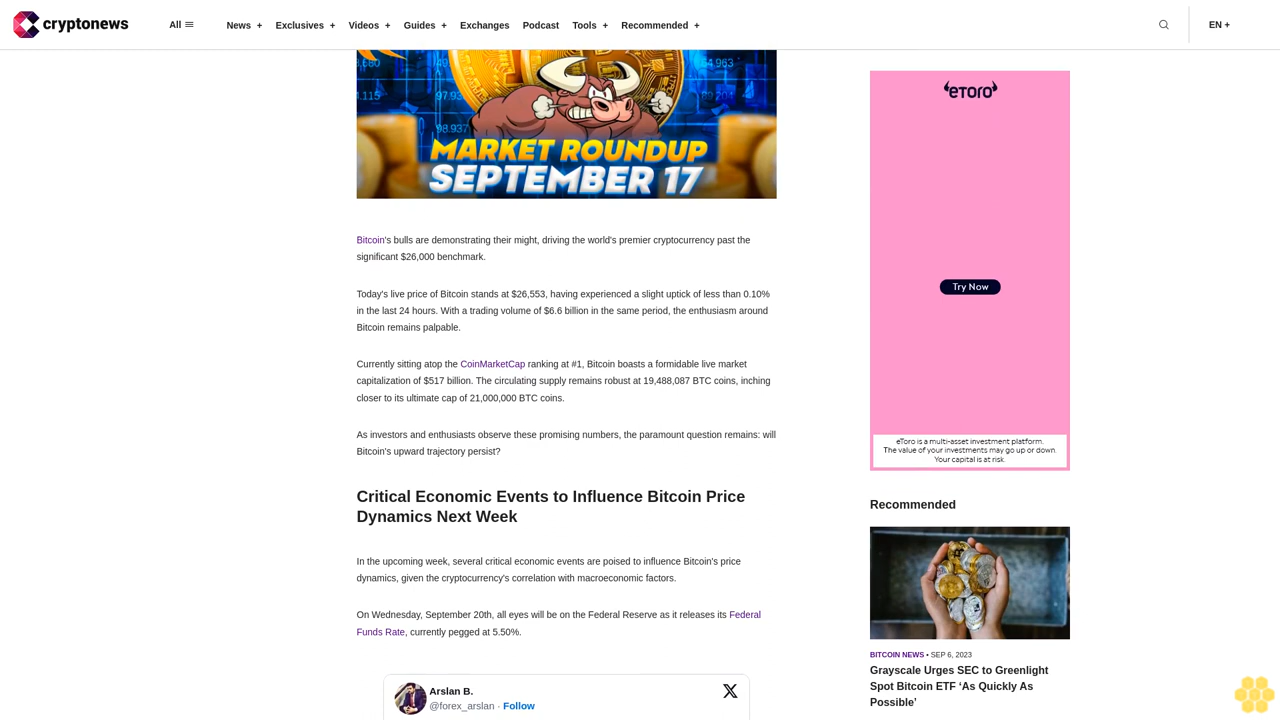 cryptonews
All
News +
Exclusives +
Videos +
Guides +
Exchanges
Podcast
Tools +
Recommended +
EN +
97.93
98.937
MARKET ROUNDUP
SEPTEMBER 17
Bitcoin's bulls are demonstrating their might, driving the world's premier cryptocurrency past the
significant $26,000 benchmark.
Today's live price of Bitcoin stands at $26,553, having experienced a slight uptick of less than 0.10%
in the last 24 hours. With a trading volume of $6.6 billion in the same period, the enthusiasm around
Bitcoin remains palpable.
Currently sitting atop the CoinMarketCap ranking at #1, Bitcoin boasts a formidable live market
capitalization of $517 billion. The circulating supply remains robust at 19,488,087 BTC coins, inching
closer to its ultimate cap of 21,000,000 BTC coins.
As investors and enthusiasts observe these promising numbers, the paramount question remains: will
Bitcoin's upward trajectory persist?
Critical Economic Events to Influence Bitcoin Price
Dynamics Next Week
In the upcoming week, several critical economic events are poised to influence Bitcoin's price
dynamics, given the cryptocurrency's correlation with macroeconomic factors.
On Wednesday, September 20th, all eyes will be on the Federal Reserve as it releases its Federal
Funds Rate, currently pegged at 5.50%.
Arslan B.
@forex_arslan · Follow
eToro
Try Now
eToro is a multi-asset investment platform.
The value of your investments may go up or down.
Your capital is at risk.
Recommended
BITCOIN NEWS • SEP 6, 2023
Grayscale Urges SEC to Greenlight
Spot Bitcoin ETF ‘As Quickly As
Possible’